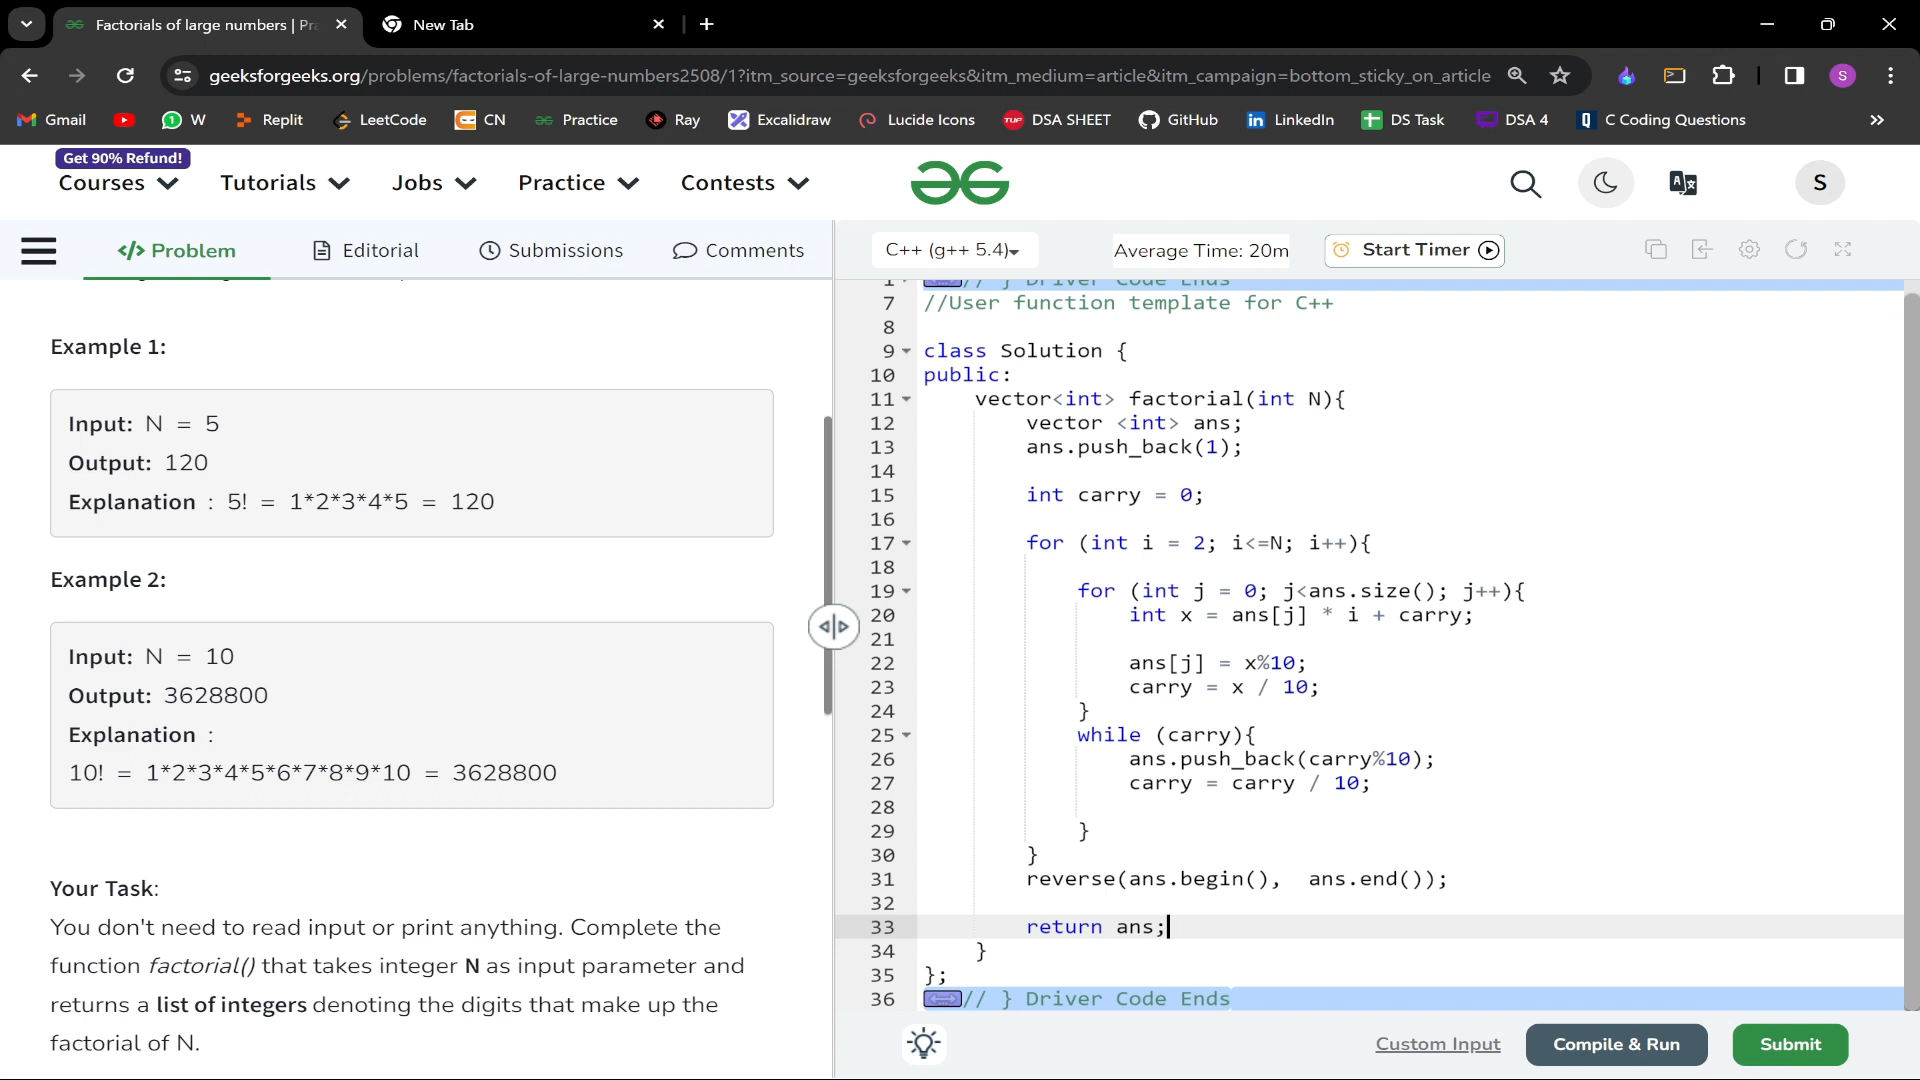 Factorials of large numbers | Pra
New Tab
geeksforgeeks.org/problems/factorials-of-large-numbers2508/1?itm_source=geeksforgeeks&itm_medium=article&itm_campaign=bottom_sticky_on_article
S
Gmail
1 W
Replit
LeetCode
CN
Practice
Ray
Excalidraw
Lucide Icons
TUF DSA SHEET
GitHub
in LinkedIn
DS Task
DSA 4
C Coding Questions
»
Get 90% Refund!
Courses
Tutorials
Jobs
Practice
Contests
S
</> Problem
Editorial
Submissions
Comments
C++ (g++ 5.4)
Average Time: 20m
Start Timer
Example 1:
Input: N = 5
Output: 120
Explanation : 5! = 1*2*3*4*5 = 120
Example 2:
Input: N = 10
Output: 3628800
Explanation :
10! = 1*2*3*4*5*6*7*8*9*10 = 3628800
Your Task:
You don't need to read input or print anything. Complete the
function factorial() that takes integer N as input parameter and
returns a list of integers denoting the digits that make up the
factorial of N.
1 // } Driver Code Ends
7 //User function template for C++
8
9 class Solution {
10 public:
11 vector<int> factorial(int N){
12 vector <int> ans;
13 ans.push_back(1);
14
15 int carry = 0;
16
17 for (int i = 2; i<=N; i++){
18
19 for (int j = 0; j<ans.size(); j++){
20 int x = ans[j] * i + carry;
21
22 ans[j] = x%10;
23 carry = x / 10;
24 }
25 while (carry){
26 ans.push_back(carry%10);
27 carry = carry / 10;
28
29 }
30 }
31 reverse(ans.begin(), ans.end());
32
33 return ans;
34 }
35 };
36 // } Driver Code Ends
Custom Input
Compile & Run
Submit